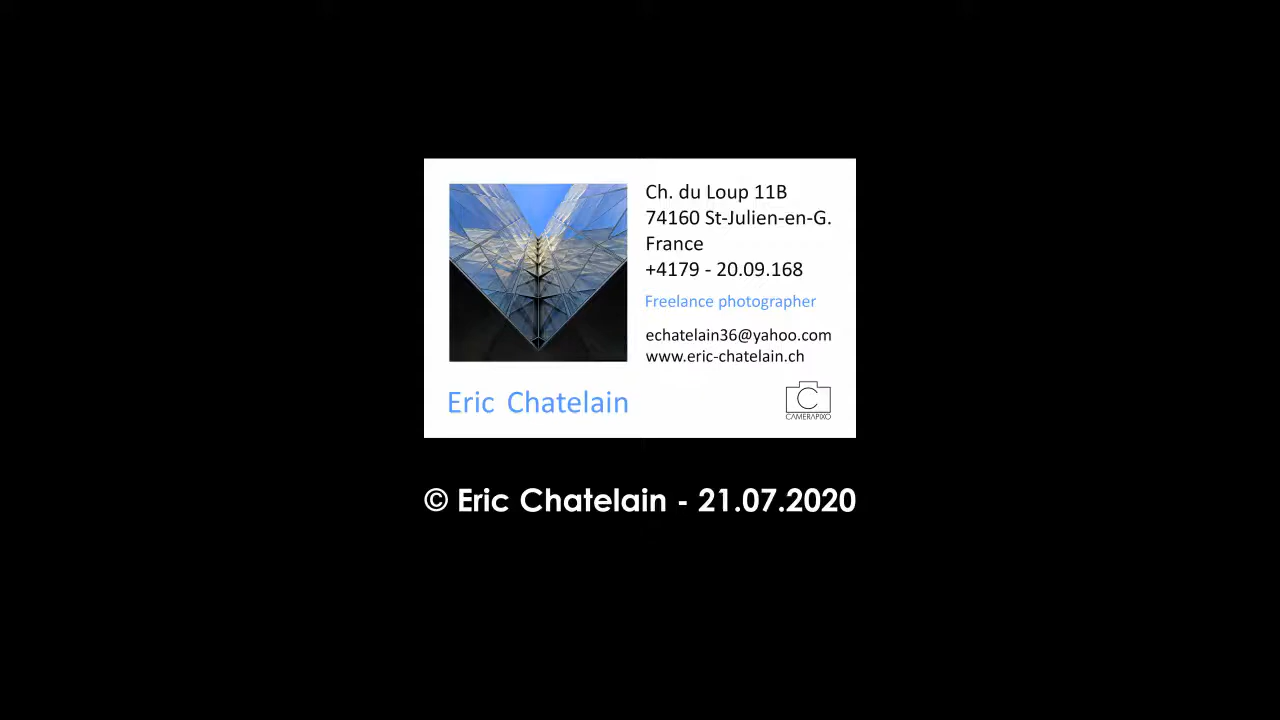 Ch. du Loup 11B
74160 St-Julien-en-G.
France
+4179 - 20.09.168
Freelance photographer
echatelain36@yahoo.com
www.eric-chatelain.ch
Eric Chatelain
C
CAMERAPIXO
© Eric Chatelain - 21.07.2020